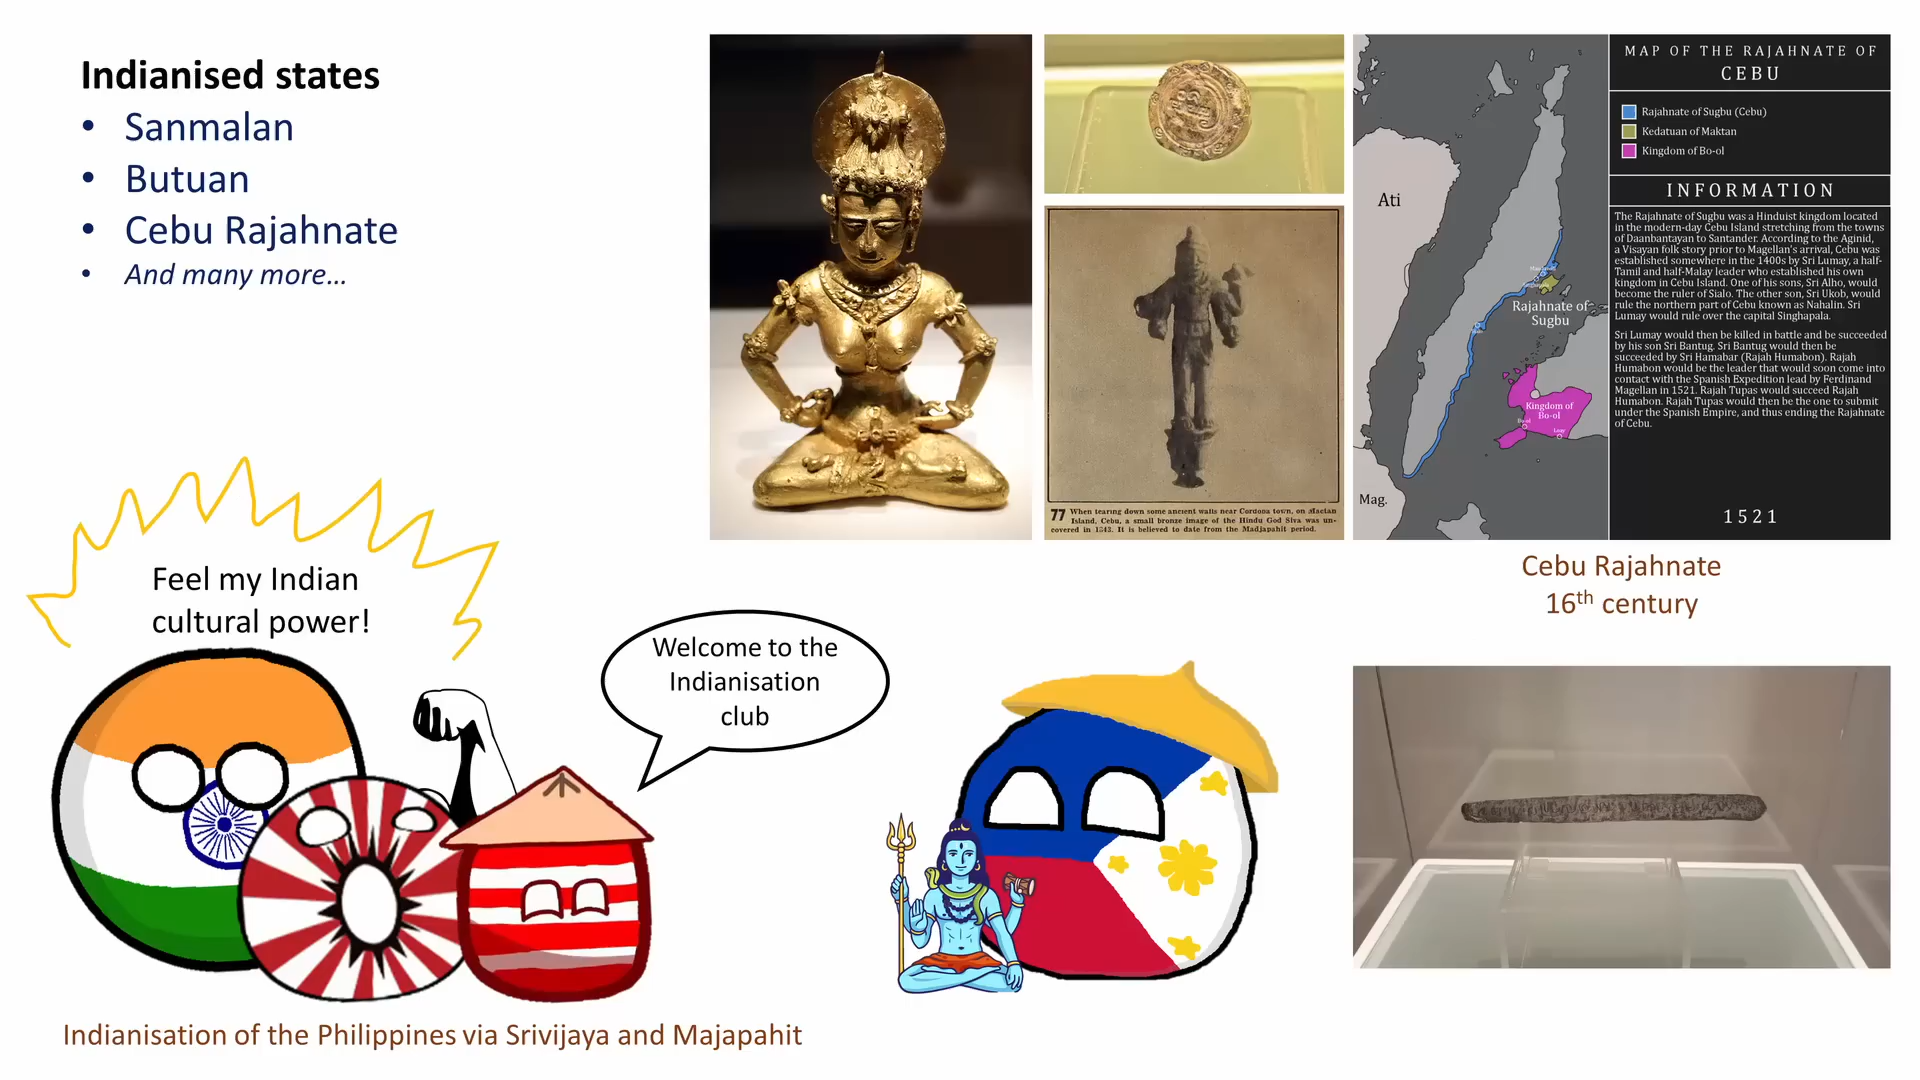 Indianised states
• Sanmalan
• Butuan
• Cebu Rajahnate
• And many more...
MAP OF THE RAJAHNATE OF
CEBU
Rajahnate of Sugbu (Cebu)
Kedatuan of Maktan
Kingdom of Bo-ol
INFORMATION
The Rajahnate of Sugbu was a Hinduist kingdom located
in the modern-day Cebu Island stretching from the towns
of Daanbantayan to Santander. According to the Aginid,
a Visayan folk story prior to Magellan's arrival, Cebu was
established somewhere in the 1400s by Sri Lumay, a half-
Tamil and half-Malay leader who established his own
kingdom in Cebu Island. One of his sons, Sri Alho, would
become the ruler of Sialo. The other son, Sri Ukob, would
rule the northern part of Cebu known as Nahalin. Sri
Lumay would rule over the capital Singhapala.
Sri Lumay would then be killed in battle and be succeeded
by his son Sri Bantug. Sri Bantug would then be
succeeded by Sri Hamabar (Rajah Humabon). Rajah
Humabon would be the leader that would soon come into
contact with the Spanish Expedition lead by Ferdinand
Magellan in 1521. Rajah Tupas would succeed Rajah
Humabon. Rajah Tupas would then be the one to submit
under the Spanish Empire, and thus ending the Rajahnate
of Cebu.
1521
Ati
Rajahnate of
Sugbu
Kingdom of
Bo-ol
Mag.
77 When tearing down some ancient walls near Cordona town, on Mactan
Island, Cebu, a small bronze image of the Hindu God Siva was un-
covered in 1843. It is believed to date from the Madjapahit period.
Cebu Rajahnate
16th century
Feel my Indian
cultural power!
Welcome to the
Indianisation
club
Indianisation of the Philippines via Srivijaya and Majapahit